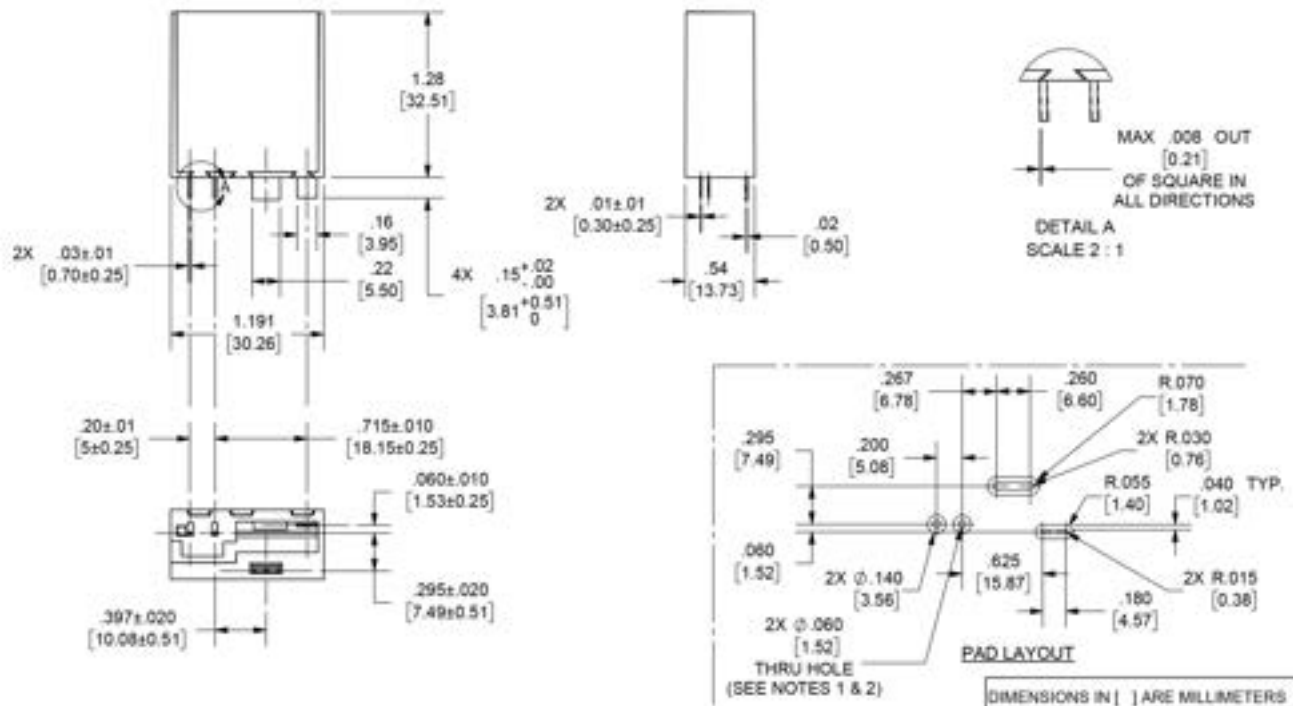 1.28
[32.51]
A
.16
[3.95]
2X .03±.01
[0.70±0.25]
.22
[5.50]
4X .15+.02
-.00
[3.81+0.51]
0
1.191
[30.26]
.20±.01
[5±0.25]
.715±.010
[18.15±0.25]
.060±.010
[1.53±0.25]
.295±.020
[7.49±0.51]
.397±.020
[10.08±0.51]
2X .01±.01
[0.30±0.25]
.02
[0.50]
.54
[13.73]
MAX .008 OUT
[0.21]
OF SQUARE IN
ALL DIRECTIONS
DETAIL A
SCALE 2 : 1
.267
[6.78]
.260
[6.60]
R.070
[1.78]
.295
[7.49]
.200
[5.08]
2X R.030
[0.76]
R.055
[1.40]
.040 TYP.
[1.02]
.060
[1.52]
2X Ø.140
[3.56]
.625
[15.87]
2X R.015
[0.38]
.180
[4.57]
2X Ø.060
[1.52]
THRU HOLE
(SEE NOTES 1 & 2)
PAD LAYOUT
DIMENSIONS IN [ ] ARE MILLIMETERS